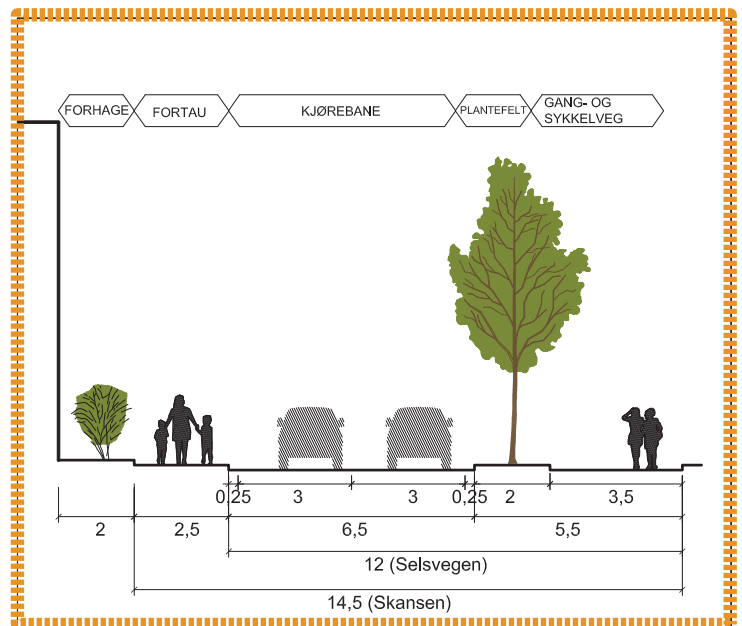 FORHAGE FORTAU KJØREBANE PLANTEFELT GANG- OG
SYKKELVEG
0,25 3 3 0,25 2 3,5
2 2,5 6,5 5,5
12 (Selsvegen)
14,5 (Skansen)